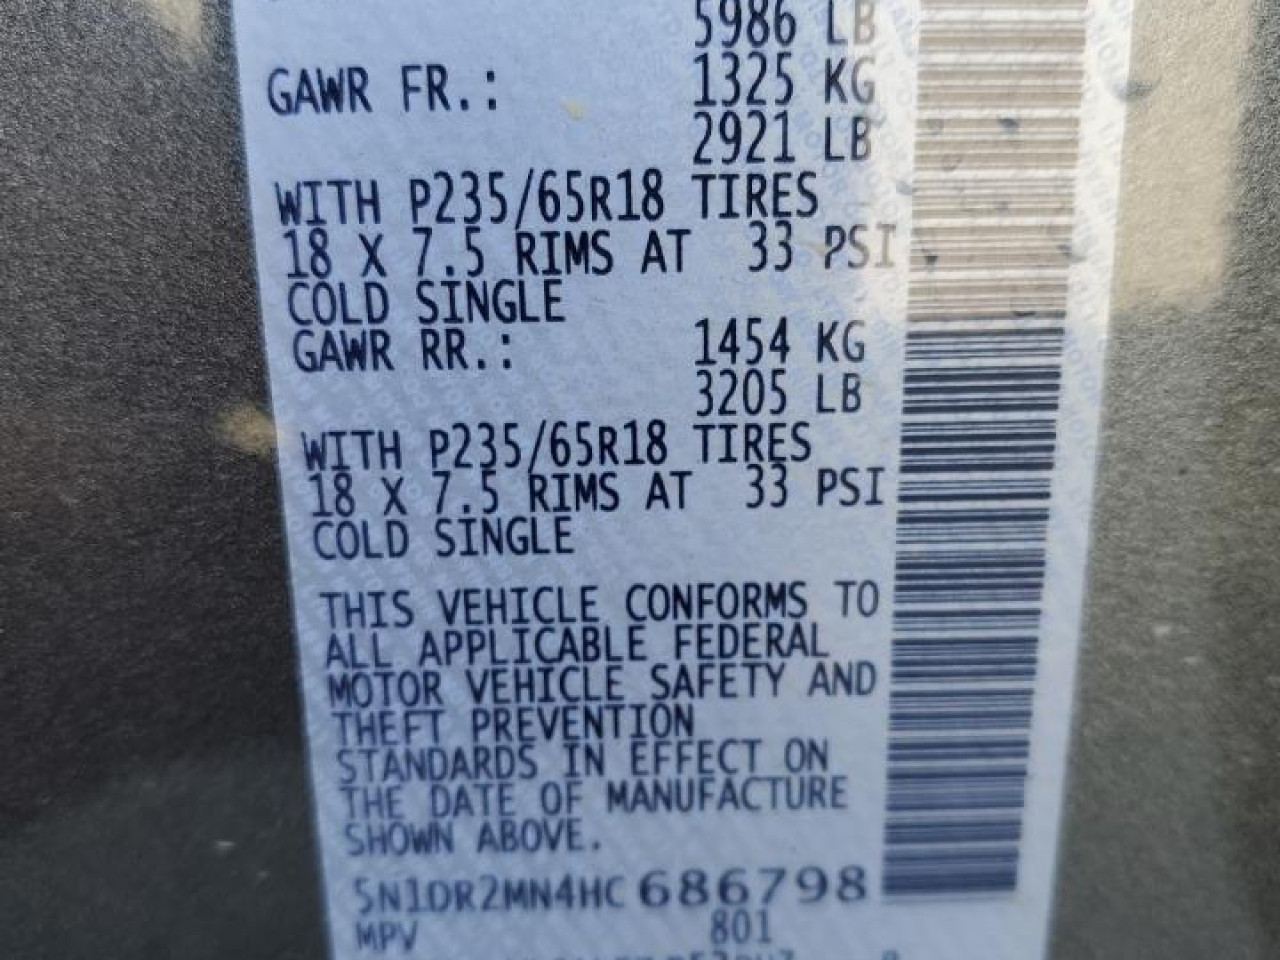 5986 LB
GAWR FR.: 1325 KG
2921 LB
WITH P235/65R18 TIRES
18 X 7.5 RIMS AT 33 PSI
COLD SINGLE
GAWR RR.: 1454 KG
3205 LB
WITH P235/65R18 TIRES
18 X 7.5 RIMS AT 33 PSI
COLD SINGLE
THIS VEHICLE CONFORMS TO
ALL APPLICABLE FEDERAL
MOTOR VEHICLE SAFETY AND
THEFT PREVENTION
STANDARDS IN EFFECT ON
THE DATE OF MANUFACTURE
SHOWN ABOVE.
5N1DR2MN4HC 686798
MPV 801